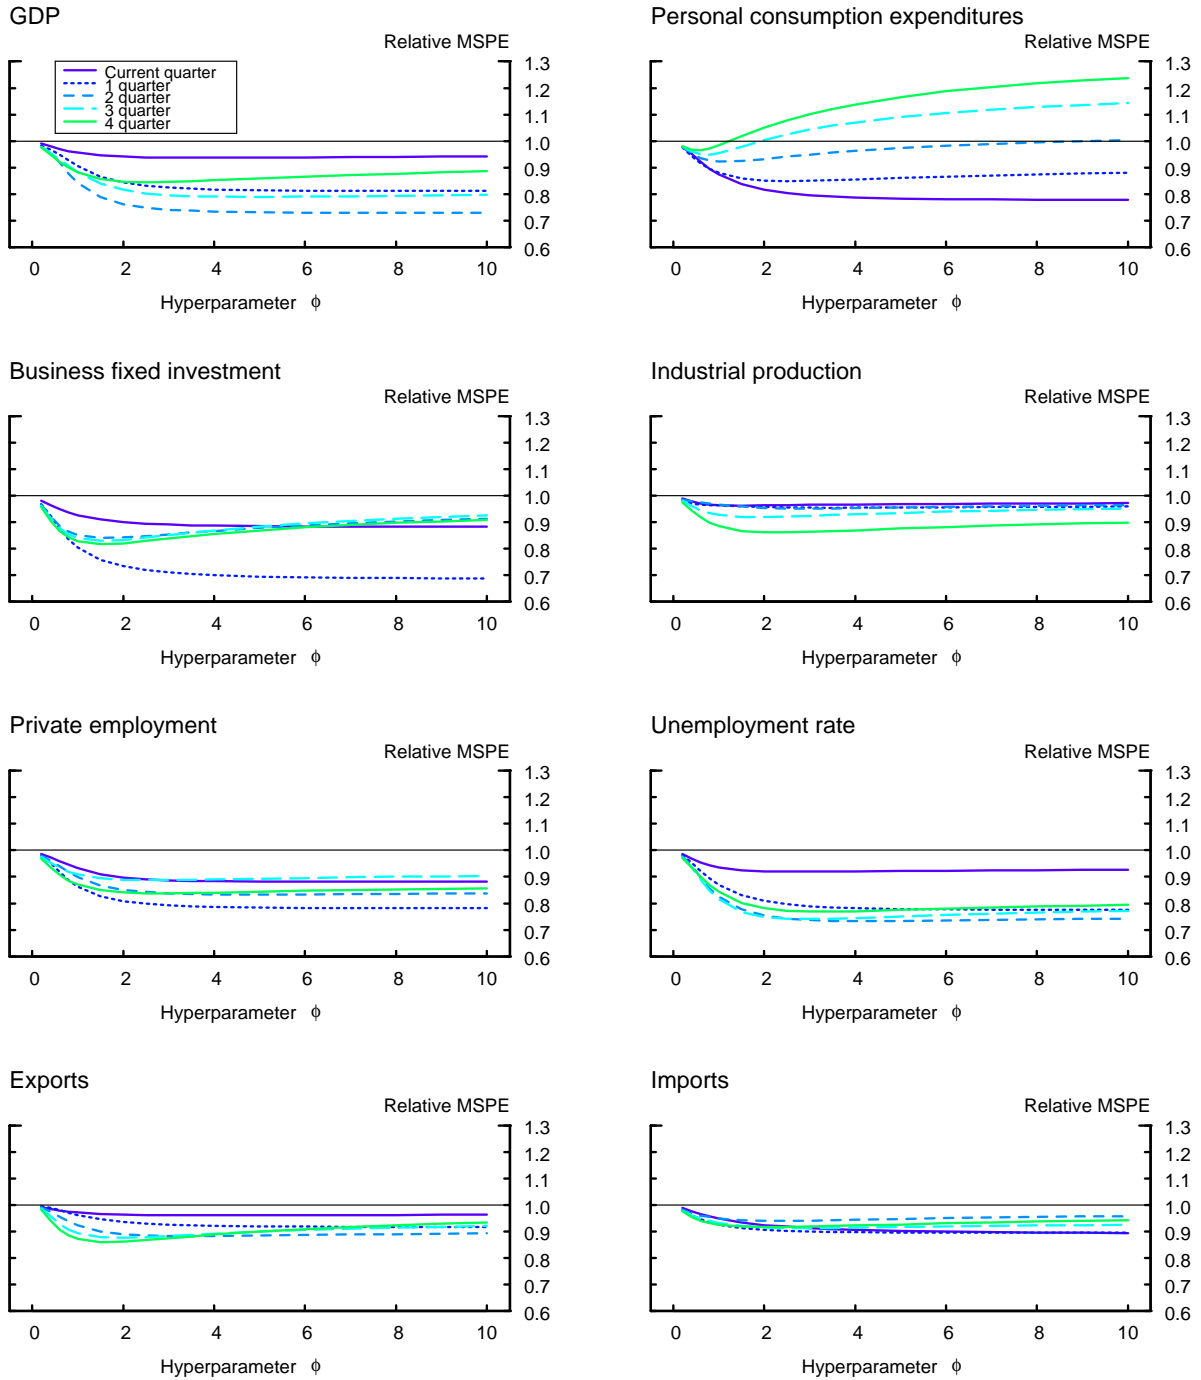 GDP
Relative MSPE
Current quarter
1 quarter
2 quarter
3 quarter
4 quarter
1.3
1.2
1.1
1.0
0.9
0.8
0.7
0.6
0 2 4 6 8 10
Hyperparameter ϕ
Personal consumption expenditures
Relative MSPE
1.3
1.2
1.1
1.0
0.9
0.8
0.7
0.6
0 2 4 6 8 10
Hyperparameter ϕ
Business fixed investment
Relative MSPE
1.3
1.2
1.1
1.0
0.9
0.8
0.7
0.6
0 2 4 6 8 10
Hyperparameter ϕ
Industrial production
Relative MSPE
1.3
1.2
1.1
1.0
0.9
0.8
0.7
0.6
0 2 4 6 8 10
Hyperparameter ϕ
Private employment
Relative MSPE
1.3
1.2
1.1
1.0
0.9
0.8
0.7
0.6
0 2 4 6 8 10
Hyperparameter ϕ
Unemployment rate
Relative MSPE
1.3
1.2
1.1
1.0
0.9
0.8
0.7
0.6
0 2 4 6 8 10
Hyperparameter ϕ
Exports
Relative MSPE
1.3
1.2
1.1
1.0
0.9
0.8
0.7
0.6
0 2 4 6 8 10
Hyperparameter ϕ
Imports
Relative MSPE
1.3
1.2
1.1
1.0
0.9
0.8
0.7
0.6
0 2 4 6 8 10
Hyperparameter ϕ